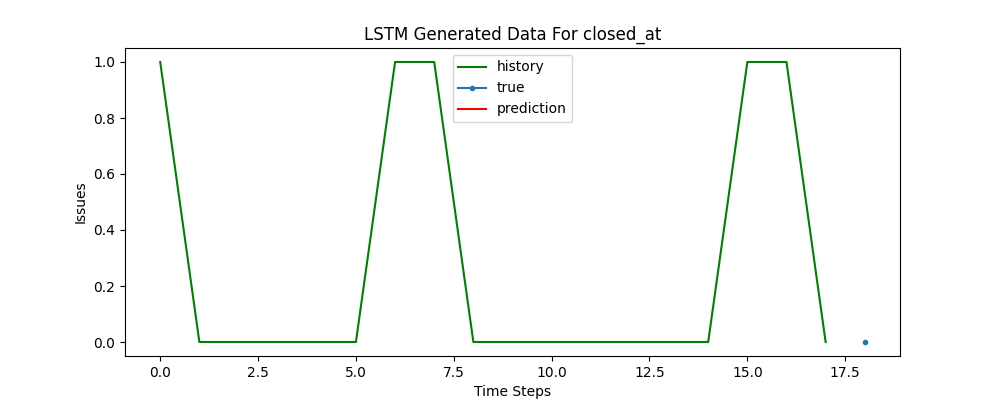 LSTM Generated Data For closed_at
history
true
prediction
Issues
1.0
0.8
0.6
0.4
0.2
0.0
0.0 2.5 5.0 7.5 10.0 12.5 15.0 17.5
Time Steps